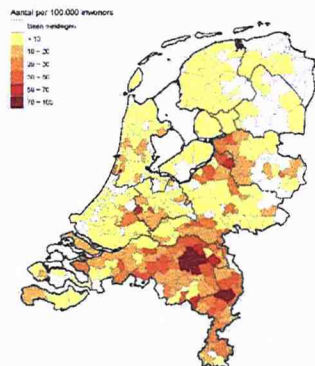 Aantal per 100.000 inwoners
Geen meldingen
< 10
10 – 20
20 – 30
30 – 50
50 – 70
70 – 100